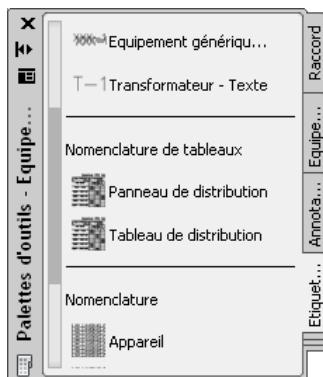 Palettes d'outils - Equipe...
Equipement génériqu...
T-1 Transformateur - Texte
Nomenclature de tableaux
Panneau de distribution
Tableau de distribution
Nomenclature
Appareil
Raccord
Equipe...
Annota...
Etiquet...